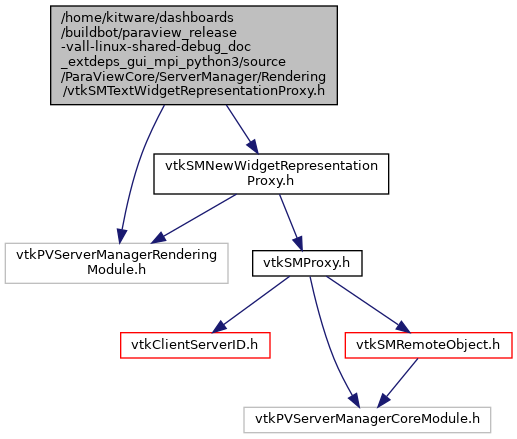 /home/kitware/dashboards
/buildbot/paraview_release
-vall-linux-shared-debug_doc
_extdeps_gui_mpi_python3/source
/ParaViewCore/ServerManager/Rendering
/vtkSMTextWidgetRepresentationProxy.h
vtkSMNewWidgetRepresentation
Proxy.h
vtkPVServerManagerRendering
Module.h
vtkSMProxy.h
vtkClientServerID.h
vtkSMRemoteObject.h
vtkPVServerManagerCoreModule.h